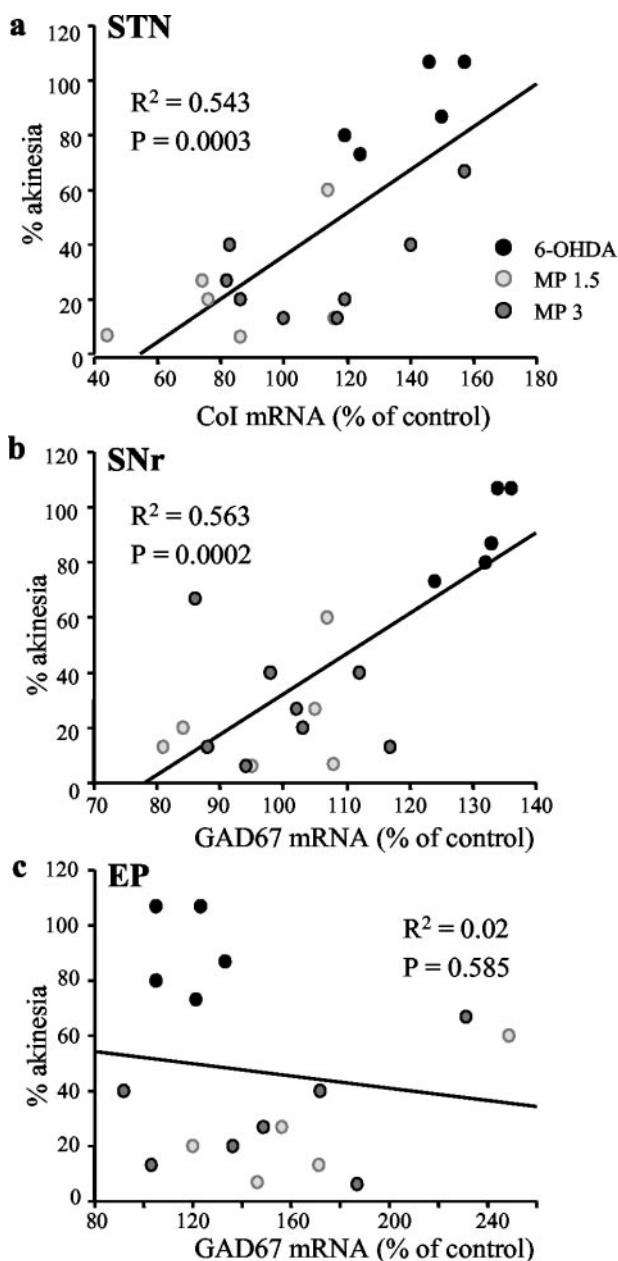 a STN
120
100
80
60
40
20
0
% akinesia
R² = 0.543
P = 0.0003
6-OHDA
MP 1.5
MP 3
40 60 80 100 120 140 160 180
CoI mRNA (% of control)
b SNr
120
100
80
60
40
20
0
% akinesia
R² = 0.563
P = 0.0002
70 80 90 100 110 120 130 140
GAD67 mRNA (% of control)
c EP
120
100
80
60
40
20
0
% akinesia
R² = 0.02
P = 0.585
80 120 160 200 240
GAD67 mRNA (% of control)